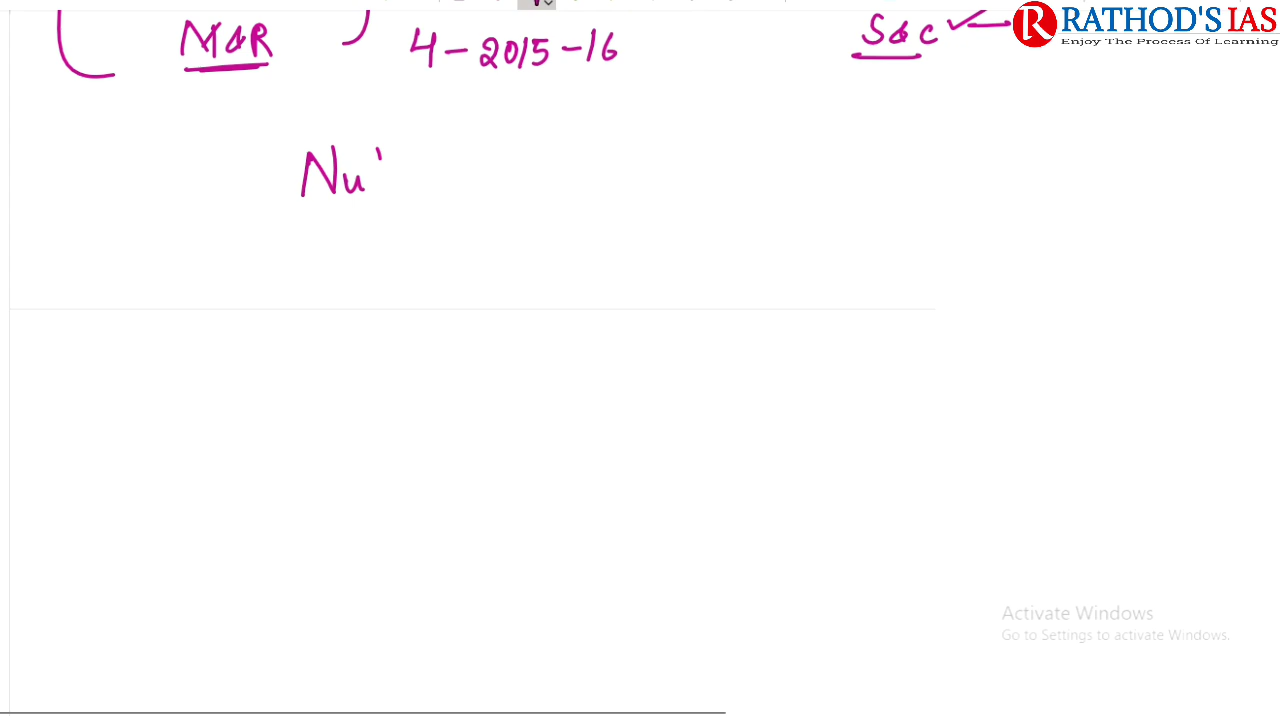 M&R
4-2015-16
S&C
RATHOD'S IAS
Enjoy The Process Of Learning
Nu'
Activate Windows
Go to Settings to activate Windows.